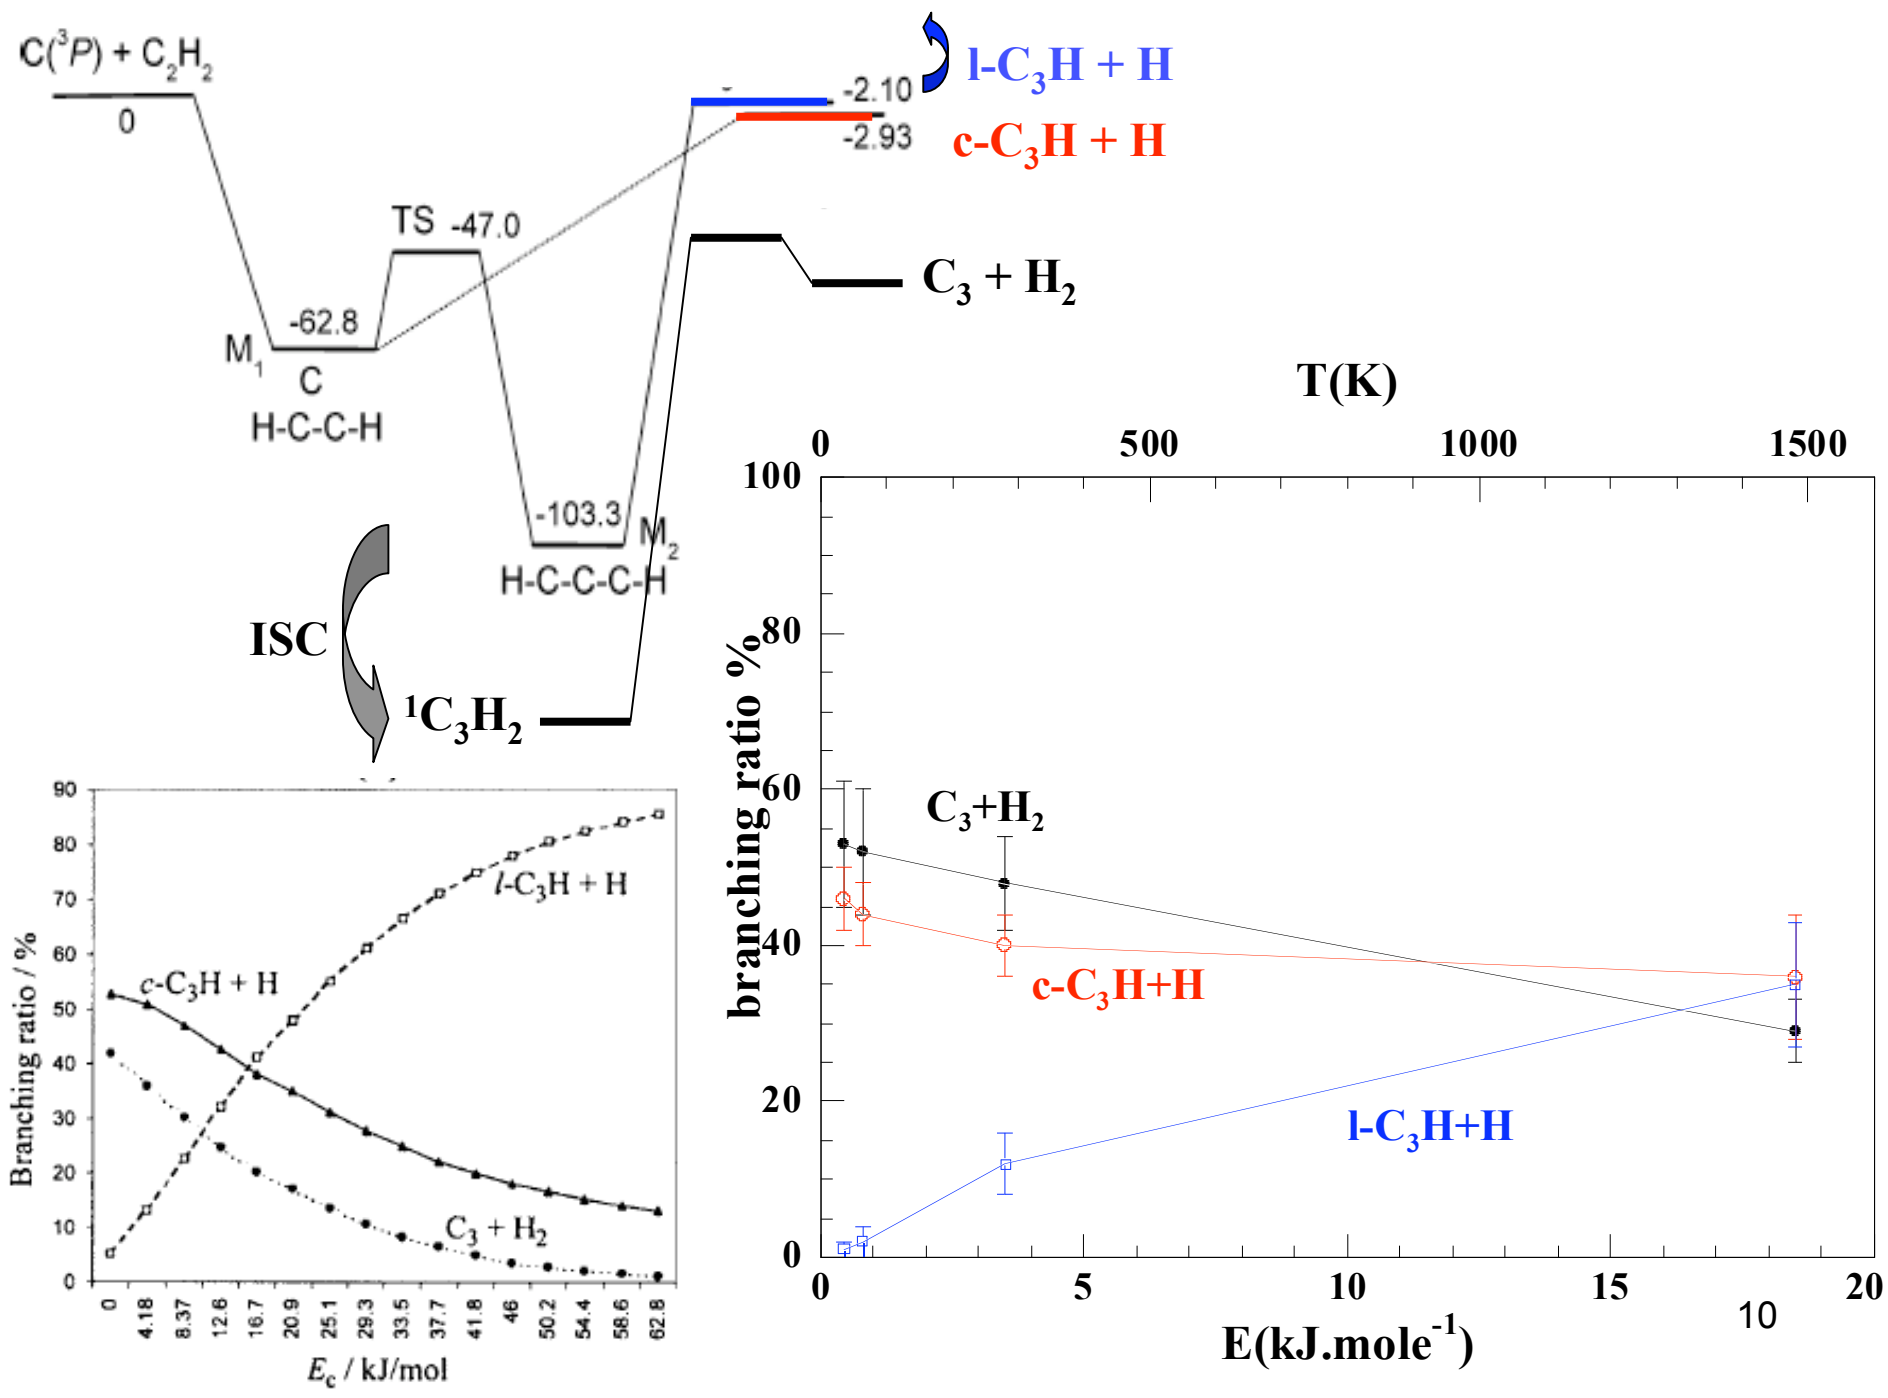 C(³P) + C₂H₂
0
l-C₃H + H
-2.10
-2.93
c-C₃H + H
TS -47.0
C₃ + H₂
-62.8
M₁
C
H-C-C-H
-103.3
M₂
H-C-C-C-H
ISC
¹C₃H₂
T(K)
0 500 1000 1500
100
80
60
40
20
0
branching ratio %
C₃+H₂
c-C₃H+H
l-C₃H+H
0 5 10 15 20
10
E(kJ.mole⁻¹)
90
80
70
60
50
40
30
20
10
0
Branching ratio / %
l-C₃H + H
c-C₃H + H
C₃ + H₂
0 4.18 8.37 12.6 16.7 20.9 25.1 29.3 33.5 37.7 41.8 46 50.2 54.4 58.6 62.8
E꜀ / kJ/mol